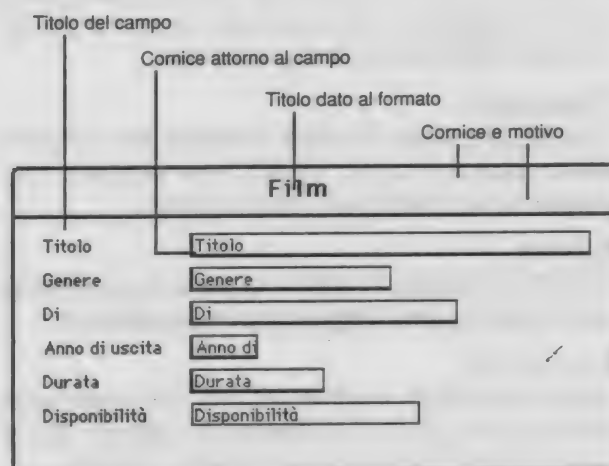 Titolo del campo
Cornice attorno al campo
Titolo dato al formato
Cornice e motivo
Film
Titolo Titolo
Genere Genere
Di Di
Anno di uscita Anno di
Durata Durata
Disponibilità Disponibilità